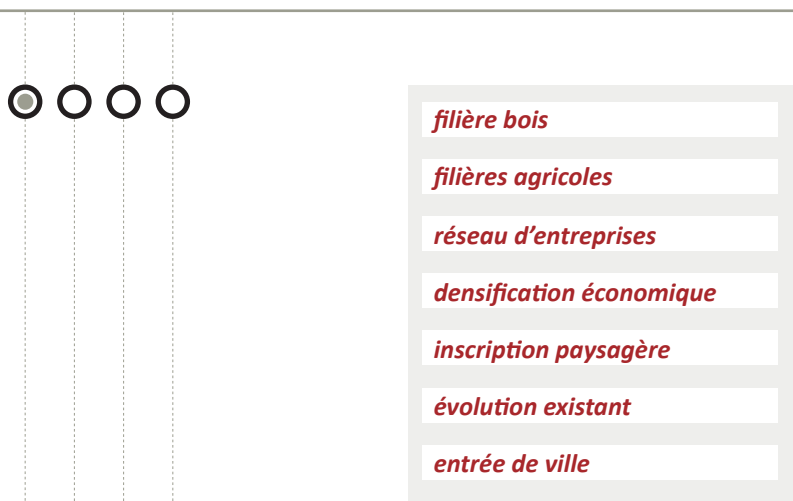 filière bois
filières agricoles
réseau d’entreprises
densification économique
inscription paysagère
évolution existant
entrée de ville